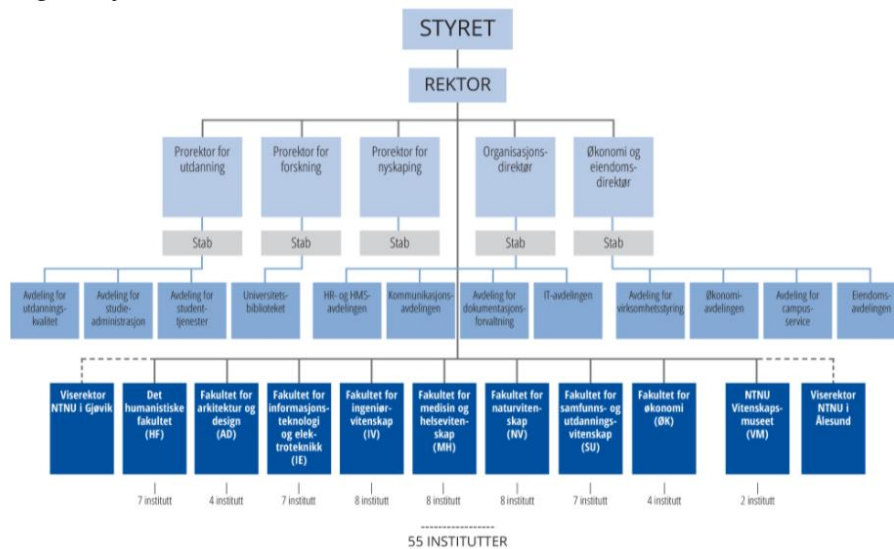 STYRET
REKTOR
Prorektor for
utdanning
Prorektor for
forskning
Prorektor for
nyskaping
Organisasjons-
direktør
Økonomi og
eiendoms-
direktør
Stab
Stab
Stab
Stab
Stab
Avdeling for
utdannings-
kvalitet
Avdeling for
studie-
administrasjon
Avdeling for
student-
tjenester
Universitets-
biblioteket
HR- og HMS-
avdelingen
Kommunikasjons-
avdelingen
Avdeling for
dokumentasjons-
forvaltning
IT-avdelingen
Avdeling for
virksomhetsstyring
Økonomi-
avdelingen
Avdeling for
campus-
service
Eiendoms-
avdelingen
Viserektor
NTNU i Gjøvik
Det
humanistiske
fakultet
(HF)
Fakultet for
arkitektur og
design
(AD)
Fakultet for
informasjons-
teknologi
og elek-
troteknikk
(IE)
Fakultet for
ingeniør-
vitenskap
(IV)
Fakultet for
medisin og
helseviten-
skap
(MH)
Fakultet for
naturviten-
skap
(NV)
Fakultet for
samfunns- og
utdannings-
vitenskap
(SU)
Fakultet for
økonomi
(ØK)
NTNU
Vitenskaps-
museet
(VM)
Viserektor
NTNU i
Ålesund
7 institutt
4 institutt
7 institutt
8 institutt
8 institutt
8 institutt
7 institutt
4 institutt
2 institutt
55 INSTITUTTER